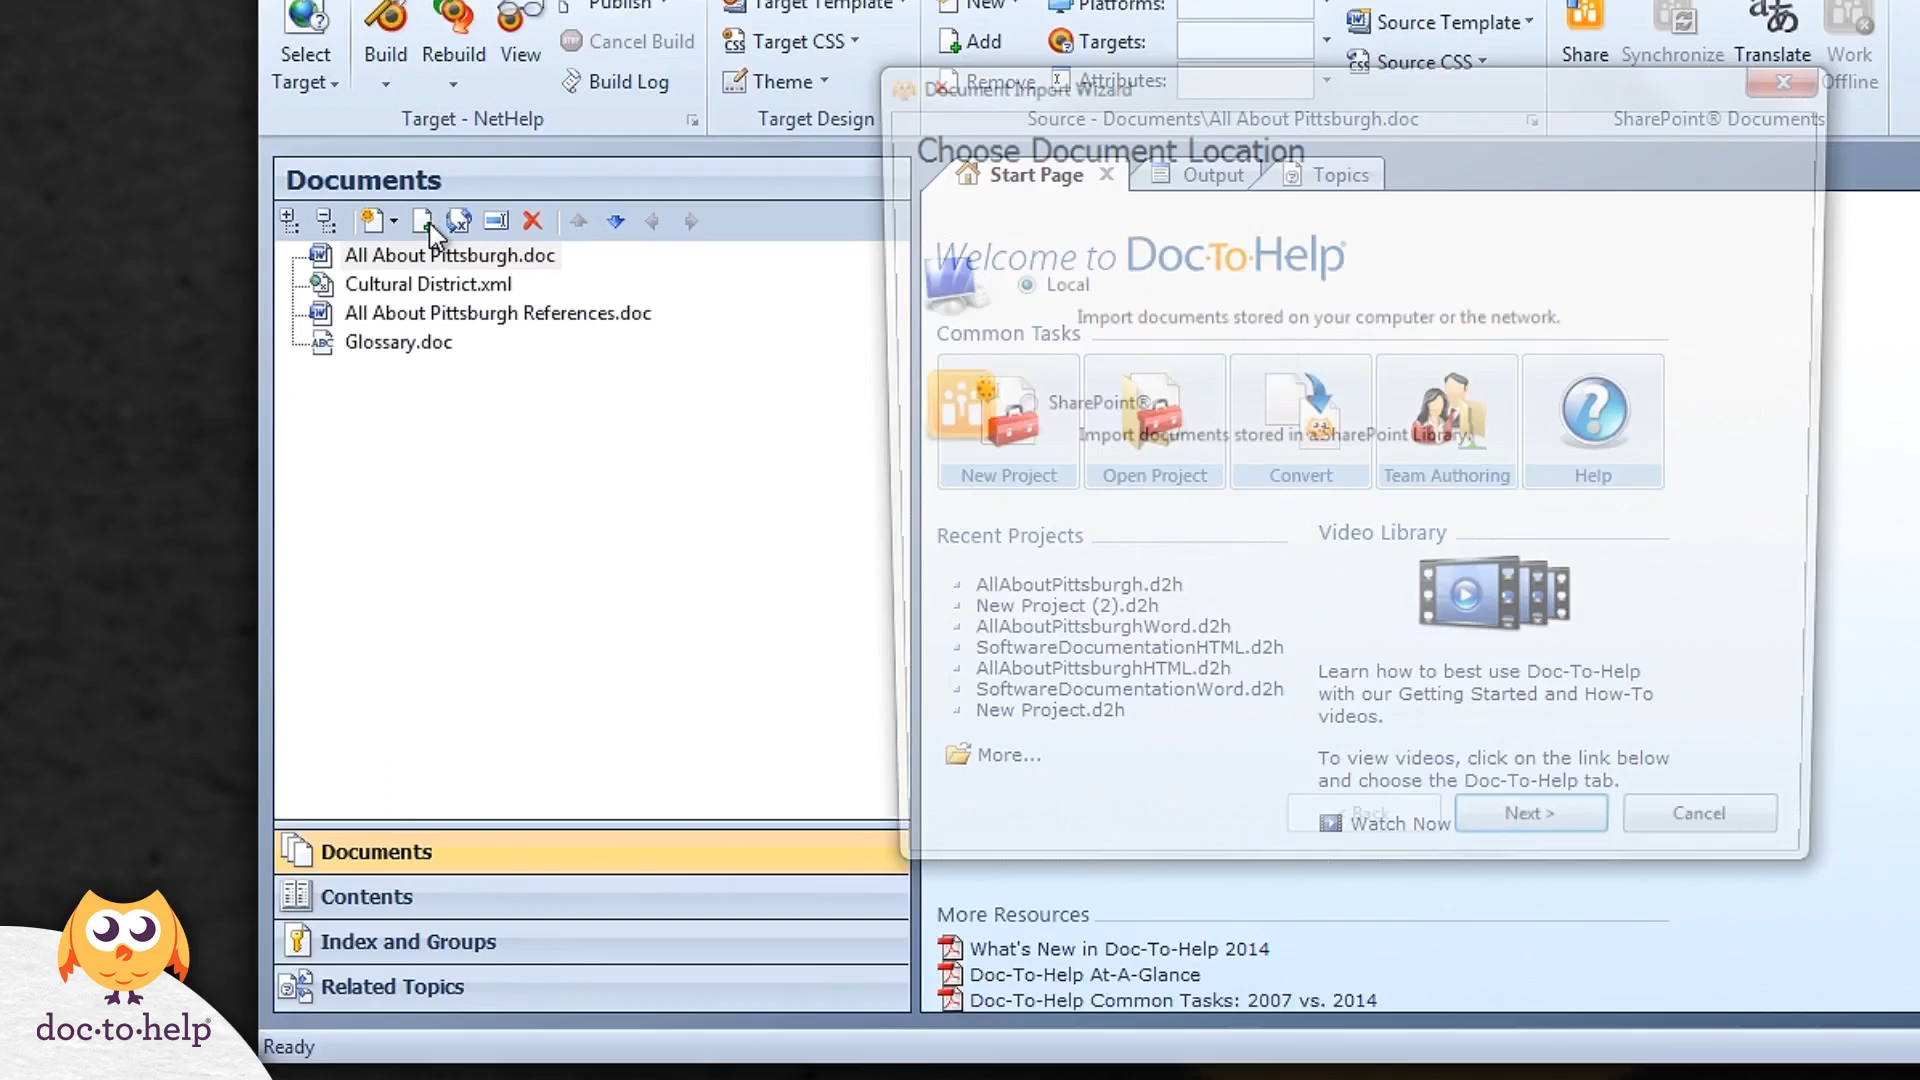 Publish
Target Template
New
Platforms:
Select
Target
Build
Rebuild
View
Cancel Build
Build Log
Target CSS
Theme
Add
Remove
Targets:
Attributes:
Source Template
Source CSS
Share
Synchronize
Translate
Work
Offline
Target - NetHelp
Target Design
Source - Documents\All About Pittsburgh.doc
SharePoint® Documents
Document Import Wizard
Choose Document Location
Documents
Start Page
Output
Topics
All About Pittsburgh.doc
Cultural District.xml
All About Pittsburgh References.doc
Glossary.doc
Welcome to Doc·To·Help®
Local
Import documents stored on your computer or the network.
Common Tasks
SharePoint®
Import documents stored in a SharePoint Library.
New Project
Open Project
Convert
Team Authoring
Help
Recent Projects
AllAboutPittsburgh.d2h
New Project (2).d2h
AllAboutPittsburghWord.d2h
SoftwareDocumentationHTML.d2h
AllAboutPittsburghHTML.d2h
SoftwareDocumentationWord.d2h
New Project.d2h
More...
Video Library
Learn how to best use Doc-To-Help
with our Getting Started and How-To
videos.
To view videos, click on the link below
and choose the Doc-To-Help tab.
< Back
Watch Now
Next >
Cancel
Documents
Contents
Index and Groups
Related Topics
More Resources
What's New in Doc-To-Help 2014
Doc-To-Help At-A-Glance
Doc-To-Help Common Tasks: 2007 vs. 2014
Ready
doc·to·help®